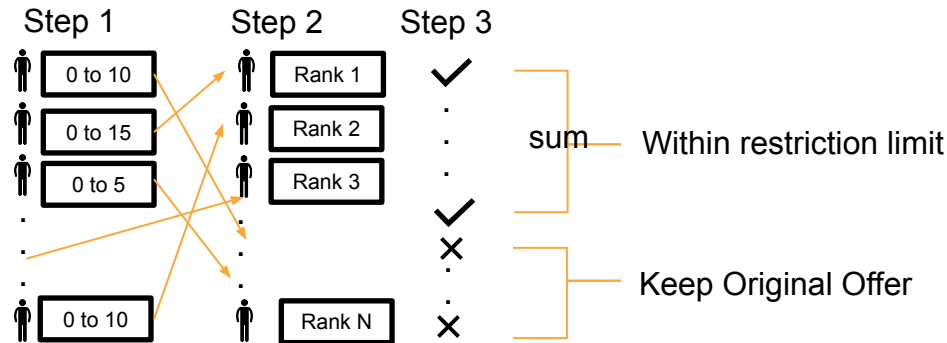 Step 1 Step 2 Step 3
0 to 10 Rank 1
0 to 15 Rank 2
sum Within restriction limit
0 to 5 Rank 3
Keep Original Offer
0 to 10 Rank N